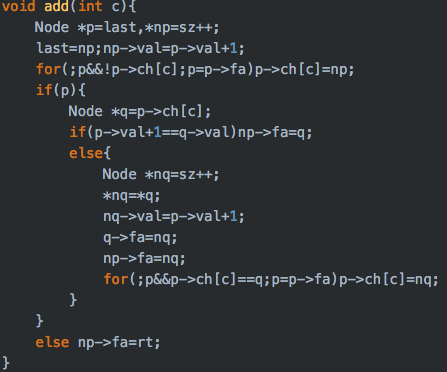 void add(int c){
    Node *p=last,*np=sz++;
    last=np;np->val=p->val+1;
    for(;p&&!p->ch[c];p=p->fa)p->ch[c]=np;
    if(p){
        Node *q=p->ch[c];
        if(p->val+1==q->val)np->fa=q;
        else{
            Node *nq=sz++;
            *nq=*q;
            nq->val=p->val+1;
            q->fa=nq;
            np->fa=nq;
            for(;p&&p->ch[c]==q;p=p->fa)p->ch[c]=nq;
        }
    }
    else np->fa=rt;
}